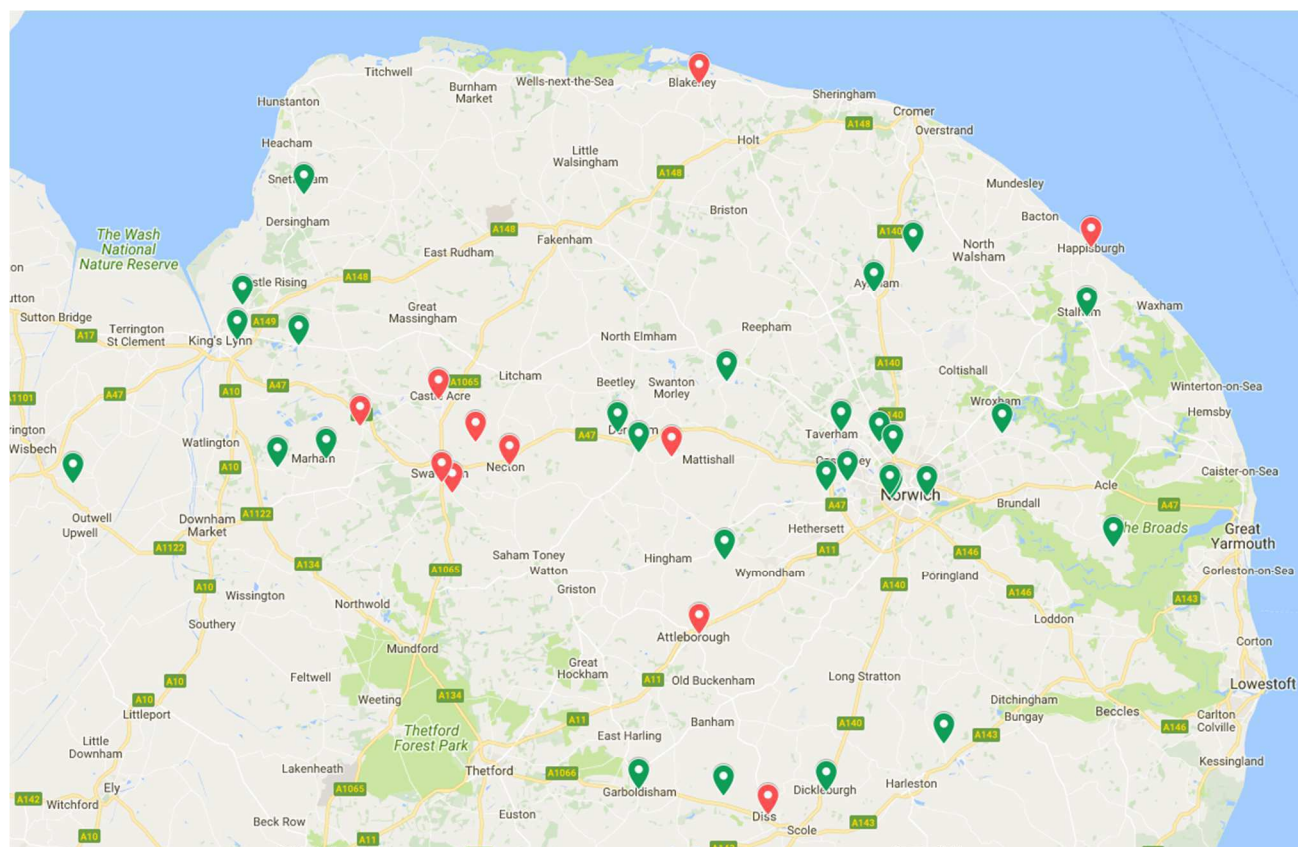 Titchwell
Wells-next-the-Sea
Blakeney
Burnham
Market
Hunstanton
Sheringham
Cromer
Overstrand
A148
Heacham
Holt
Little
Walsingham
A148
Mundesley
Dersingham
Briston
Bacton
The Wash
National
Nature Reserve
A148
A140
Fakenham
East Rudham
North
Walsham
Happisburgh
A148
Great
Massingham
Waxham
Sutton Bridge
Terrington
St Clement
A149
King's Lynn
A17
Reepham
North Elmham
A140
Coltishall
Litcham
A1065
Beetley
Swanton
Morley
Winterton-on-Sea
Hemsby
A47
A10
A47
A1101
Wroxham
A140
Watlington
Wisbech
Marham
A47
Taverham
Mattishall
Necton
A10
Caister-on-Sea
Acle
A47
Norwich
Brundall
A47
Outwell
Upwell
Downham
Market
A1122
Hethersett
The Broads
Great
Yarmouth
A1122
A134
Saham Toney
Watton
Hingham
Wymondham
A11
A146
Poringland
Gorleston-on-Sea
A1065
A10
Wissington
Griston
A140
A146
A143
Northwold
Southery
Attleborough
Loddon
Corton
Mundford
Great
Hockham
Feltwell
A11
Old Buckenham
Long Stratton
Lowestoft
A10
Weeting
A134
Ditchingham
Bungay
Beccles
Carlton
Colville
Littleport
A11
Banham
A140
A143
A146
Thetford
Forest Park
East Harling
Little
Downham
Kessingland
Lakenheath
Thetford
A1066
Ely
A1065
Garboldisham
Dickleburgh
Harleston
A142
Witchford
Euston
Diss
Beck Row
Scole
A143
A10
A11